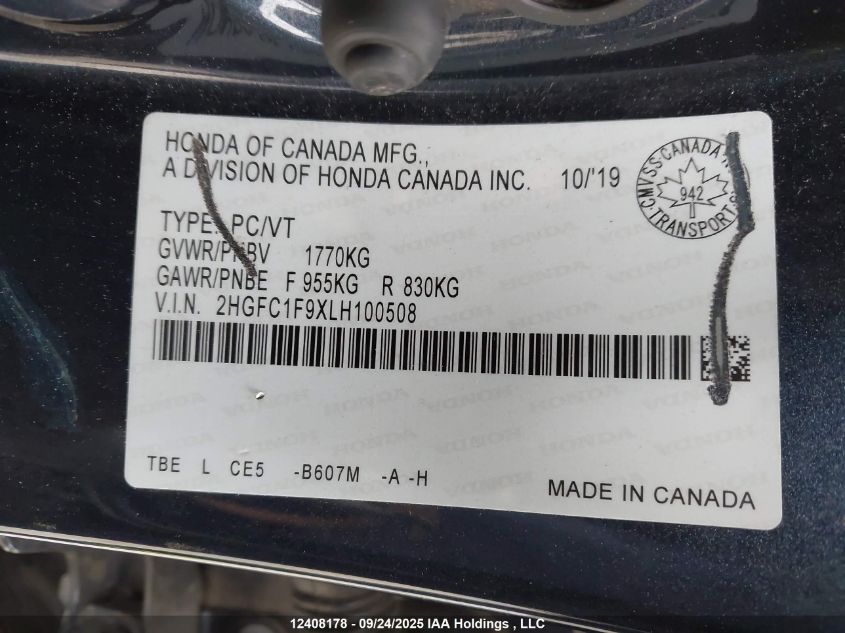 HONDA OF CANADA MFG.,
A DIVISION OF HONDA CANADA INC. 10/'19
CMVSS CANADA
942
TRANSPORT
TYPE: PC/VT
GVWR/PNBV 1770KG
GAWR/PNBE F 955KG R 830KG
V.I.N. 2HGFC1F9XLH100508
TBE L CE5 -B607M -A -H
MADE IN CANADA
12408178 - 09/24/2025 IAA Holdings , LLC